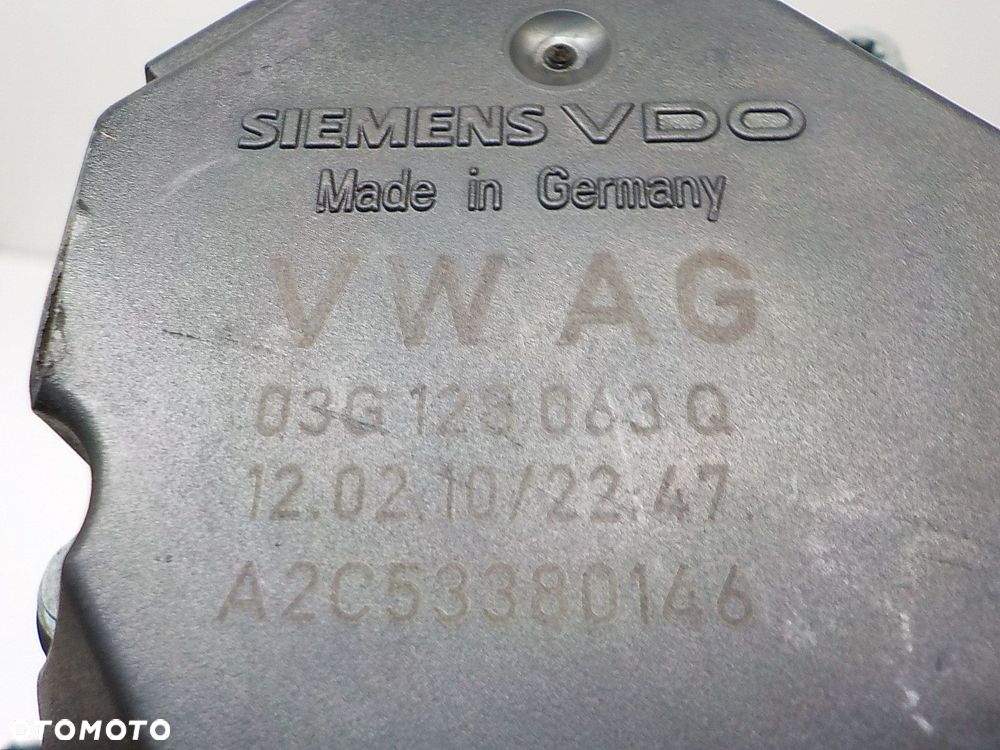 SIEMENS VDO
Made in Germany
VW AG
03G 128 063 Q
12.02.10/22.47.
A2C53380146
OTOMOTO